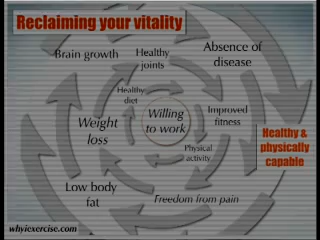 Reclaiming your vitality
Brain growth
Healthy
joints
Absence of
disease
Healthy
diet
Willing
to work
Improved
fitness
Weight
loss
Physical
activity
Healthy &
physically
capable
Low body
fat
Freedom from pain
whyiexercise.com